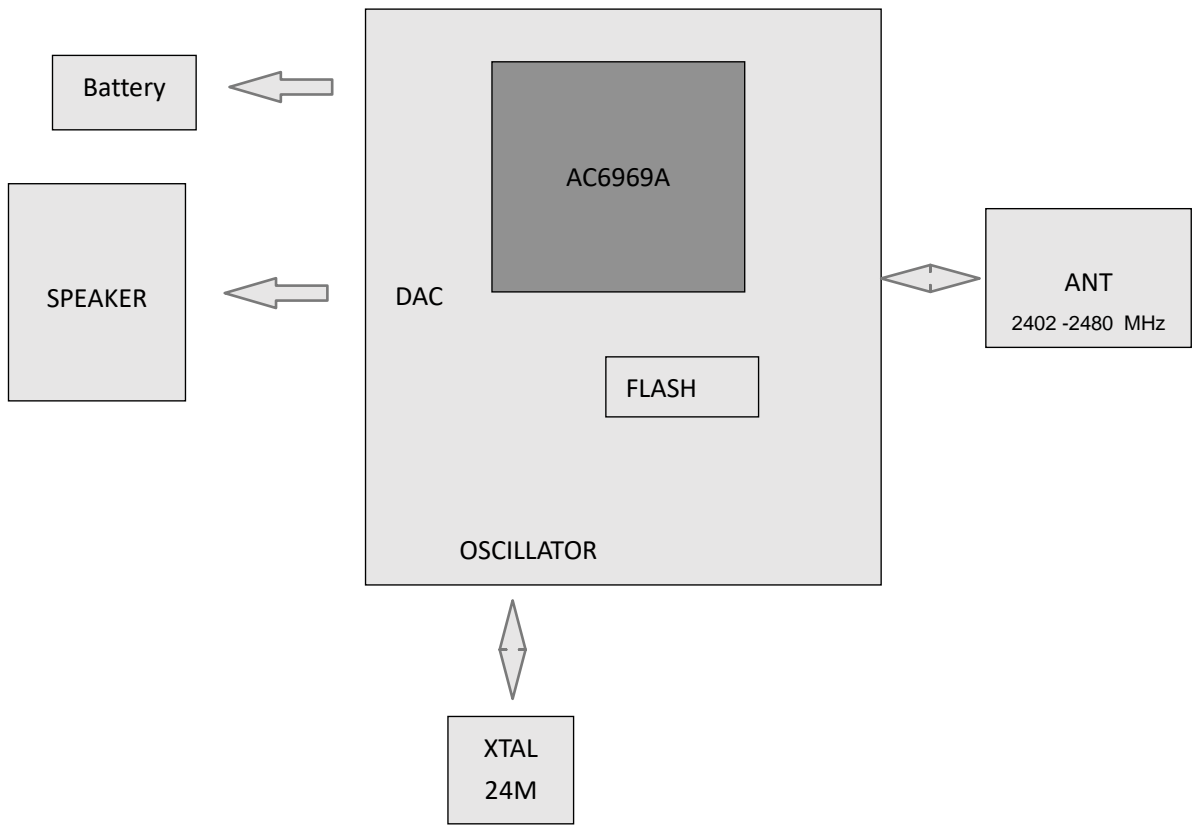 Battery
AC6969A
SPEAKER
DAC
ANT
2402 -2480 MHz
FLASH
OSCILLATOR
XTAL
24M